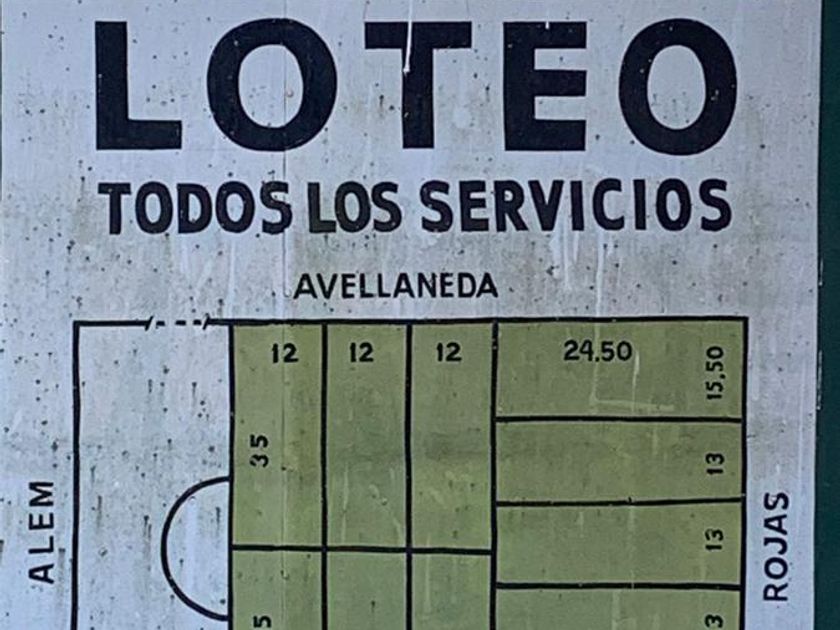 LOTEO
TODOS LOS SERVICIOS
AVELLANEDA
12 12 12 24.50
15,50
35
13
ALEM
13
ROJAS